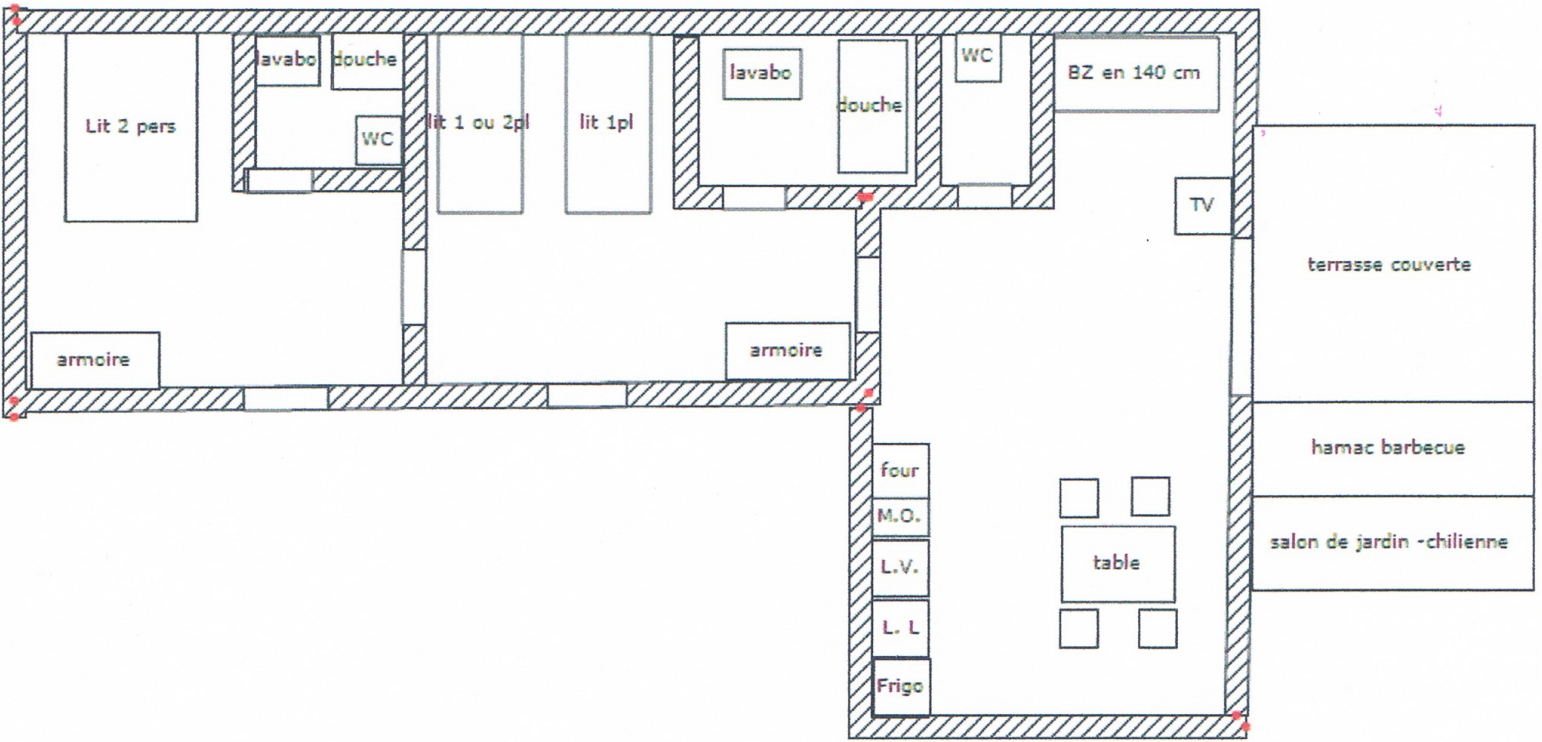 lavabo
douche
WC
lavabo
douche
WC
BZ en 140 cm
Lit 2 pers
lit 1 ou 2pl
lit 1pl
TV
terrasse couverte
armoire
armoire
hamac barbecue
four
M.O.
L.V.
L. L
Frigo
table
salon de jardin -chilienne